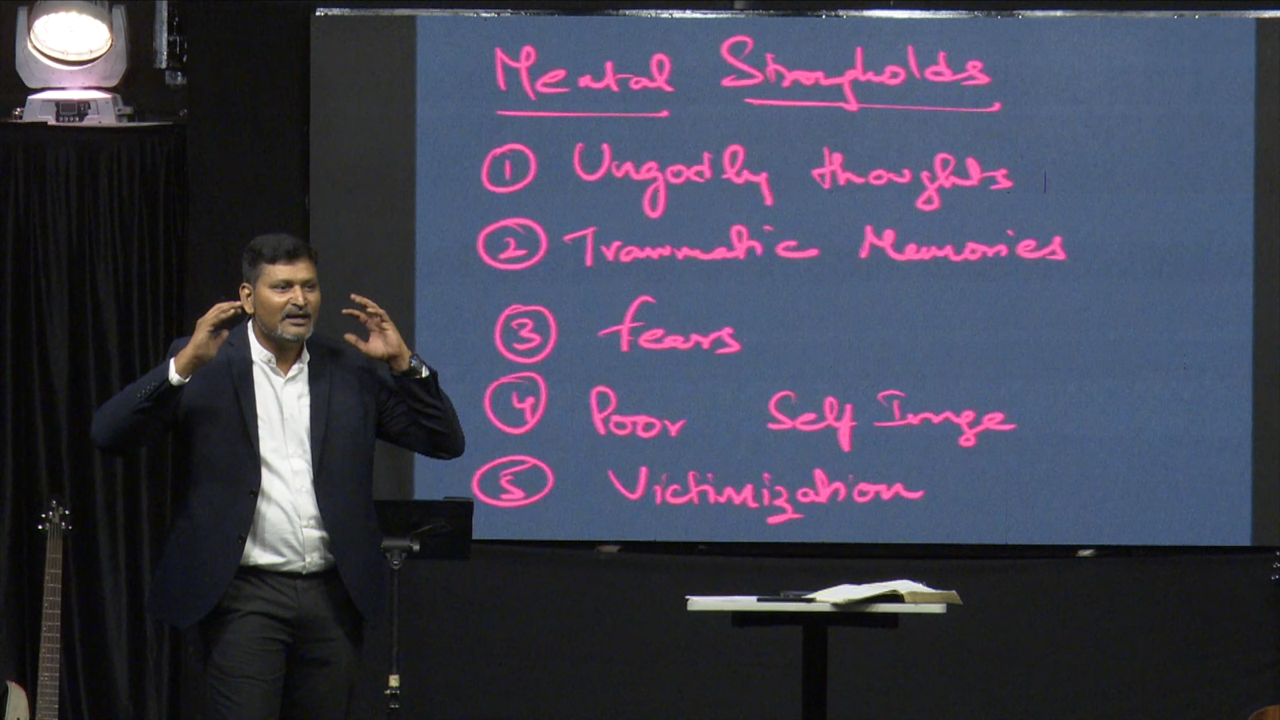 Mental Strongholds
① Ungodly thoughts
② Traumatic Memories
③ Fears
④ Poor Self Image
⑤ Victimization